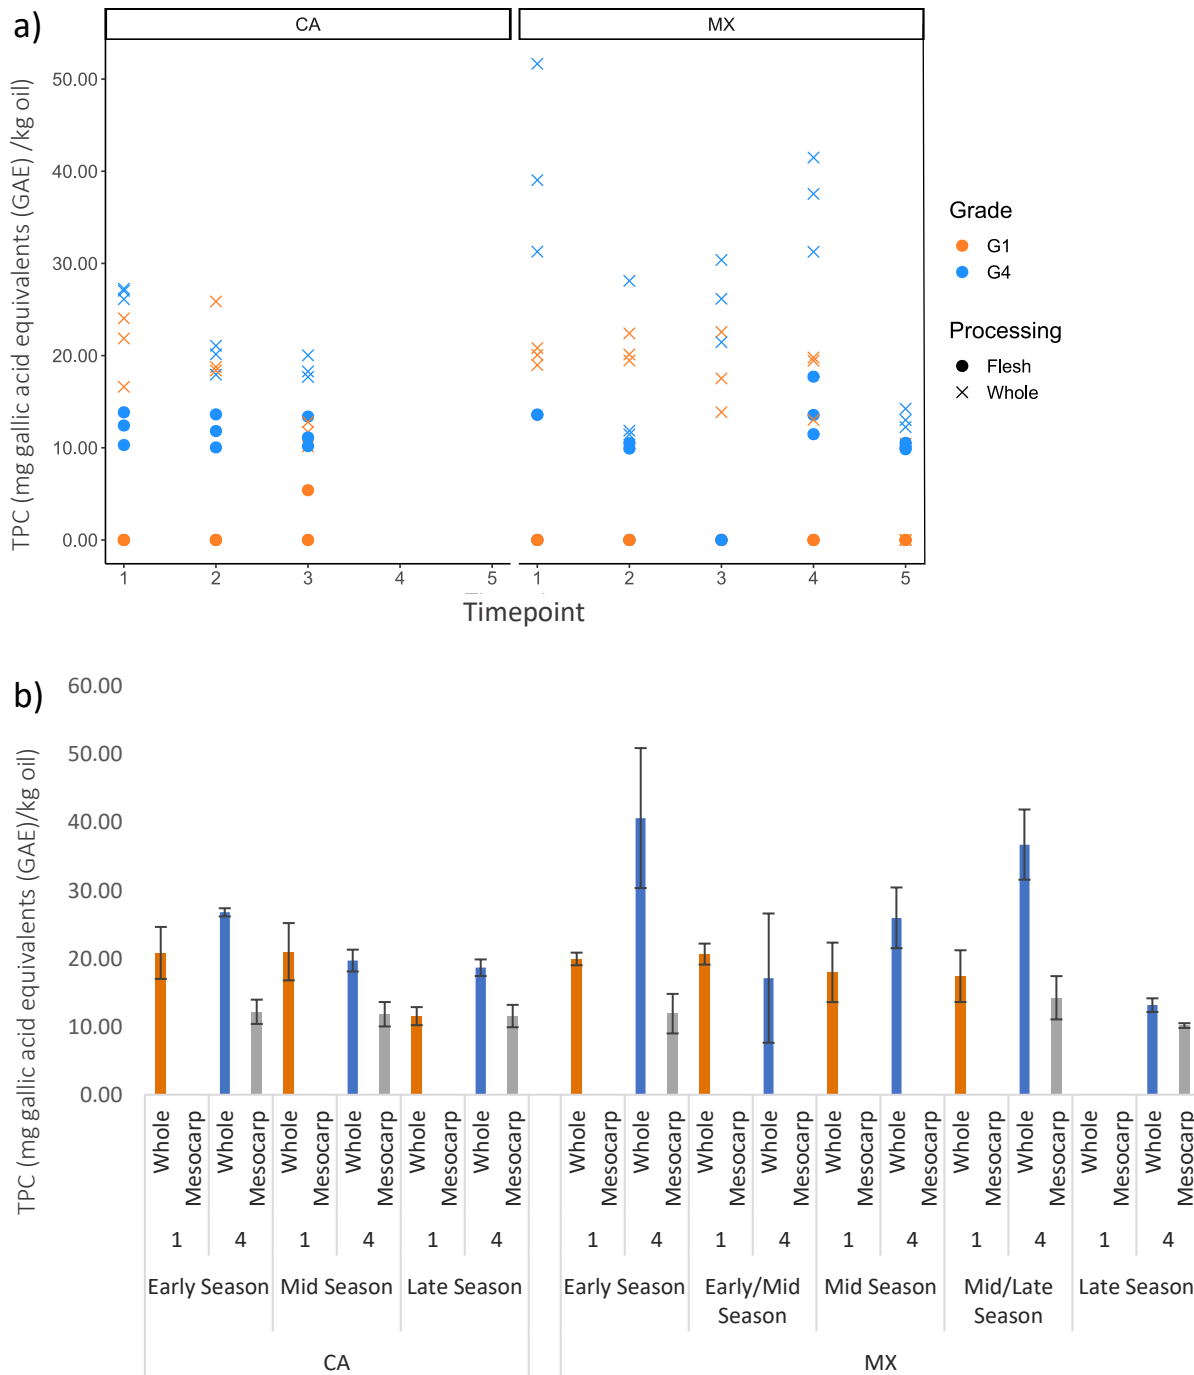 a)
CA MX
TPC (mg gallic acid equivalents (GAE) /kg oil)
50.00
40.00
30.00
20.00
10.00
0.00
1 2 3 4 5 1 2 3 4 5
Timepoint
Grade
G1
G4
Processing
Flesh
Whole
b)
TPC (mg gallic acid equivalents (GAE)/kg oil)
60.00
50.00
40.00
30.00
20.00
10.00
0.00
Whole Mesocarp Whole Mesocarp Whole Mesocarp Whole Mesocarp Whole Mesocarp Whole Mesocarp Whole Mesocarp Whole Mesocarp Whole Mesocarp Whole Mesocarp Whole Mesocarp Whole Mesocarp Whole Mesocarp Whole Mesocarp Whole Mesocarp Whole Mesocarp
1 4 1 4 1 4 1 4 1 4 1 4 1 4 1 4
Early Season Mid Season Late Season Early Season Early/Mid Mid Season Mid/Late Late Season
Season Season
CA MX